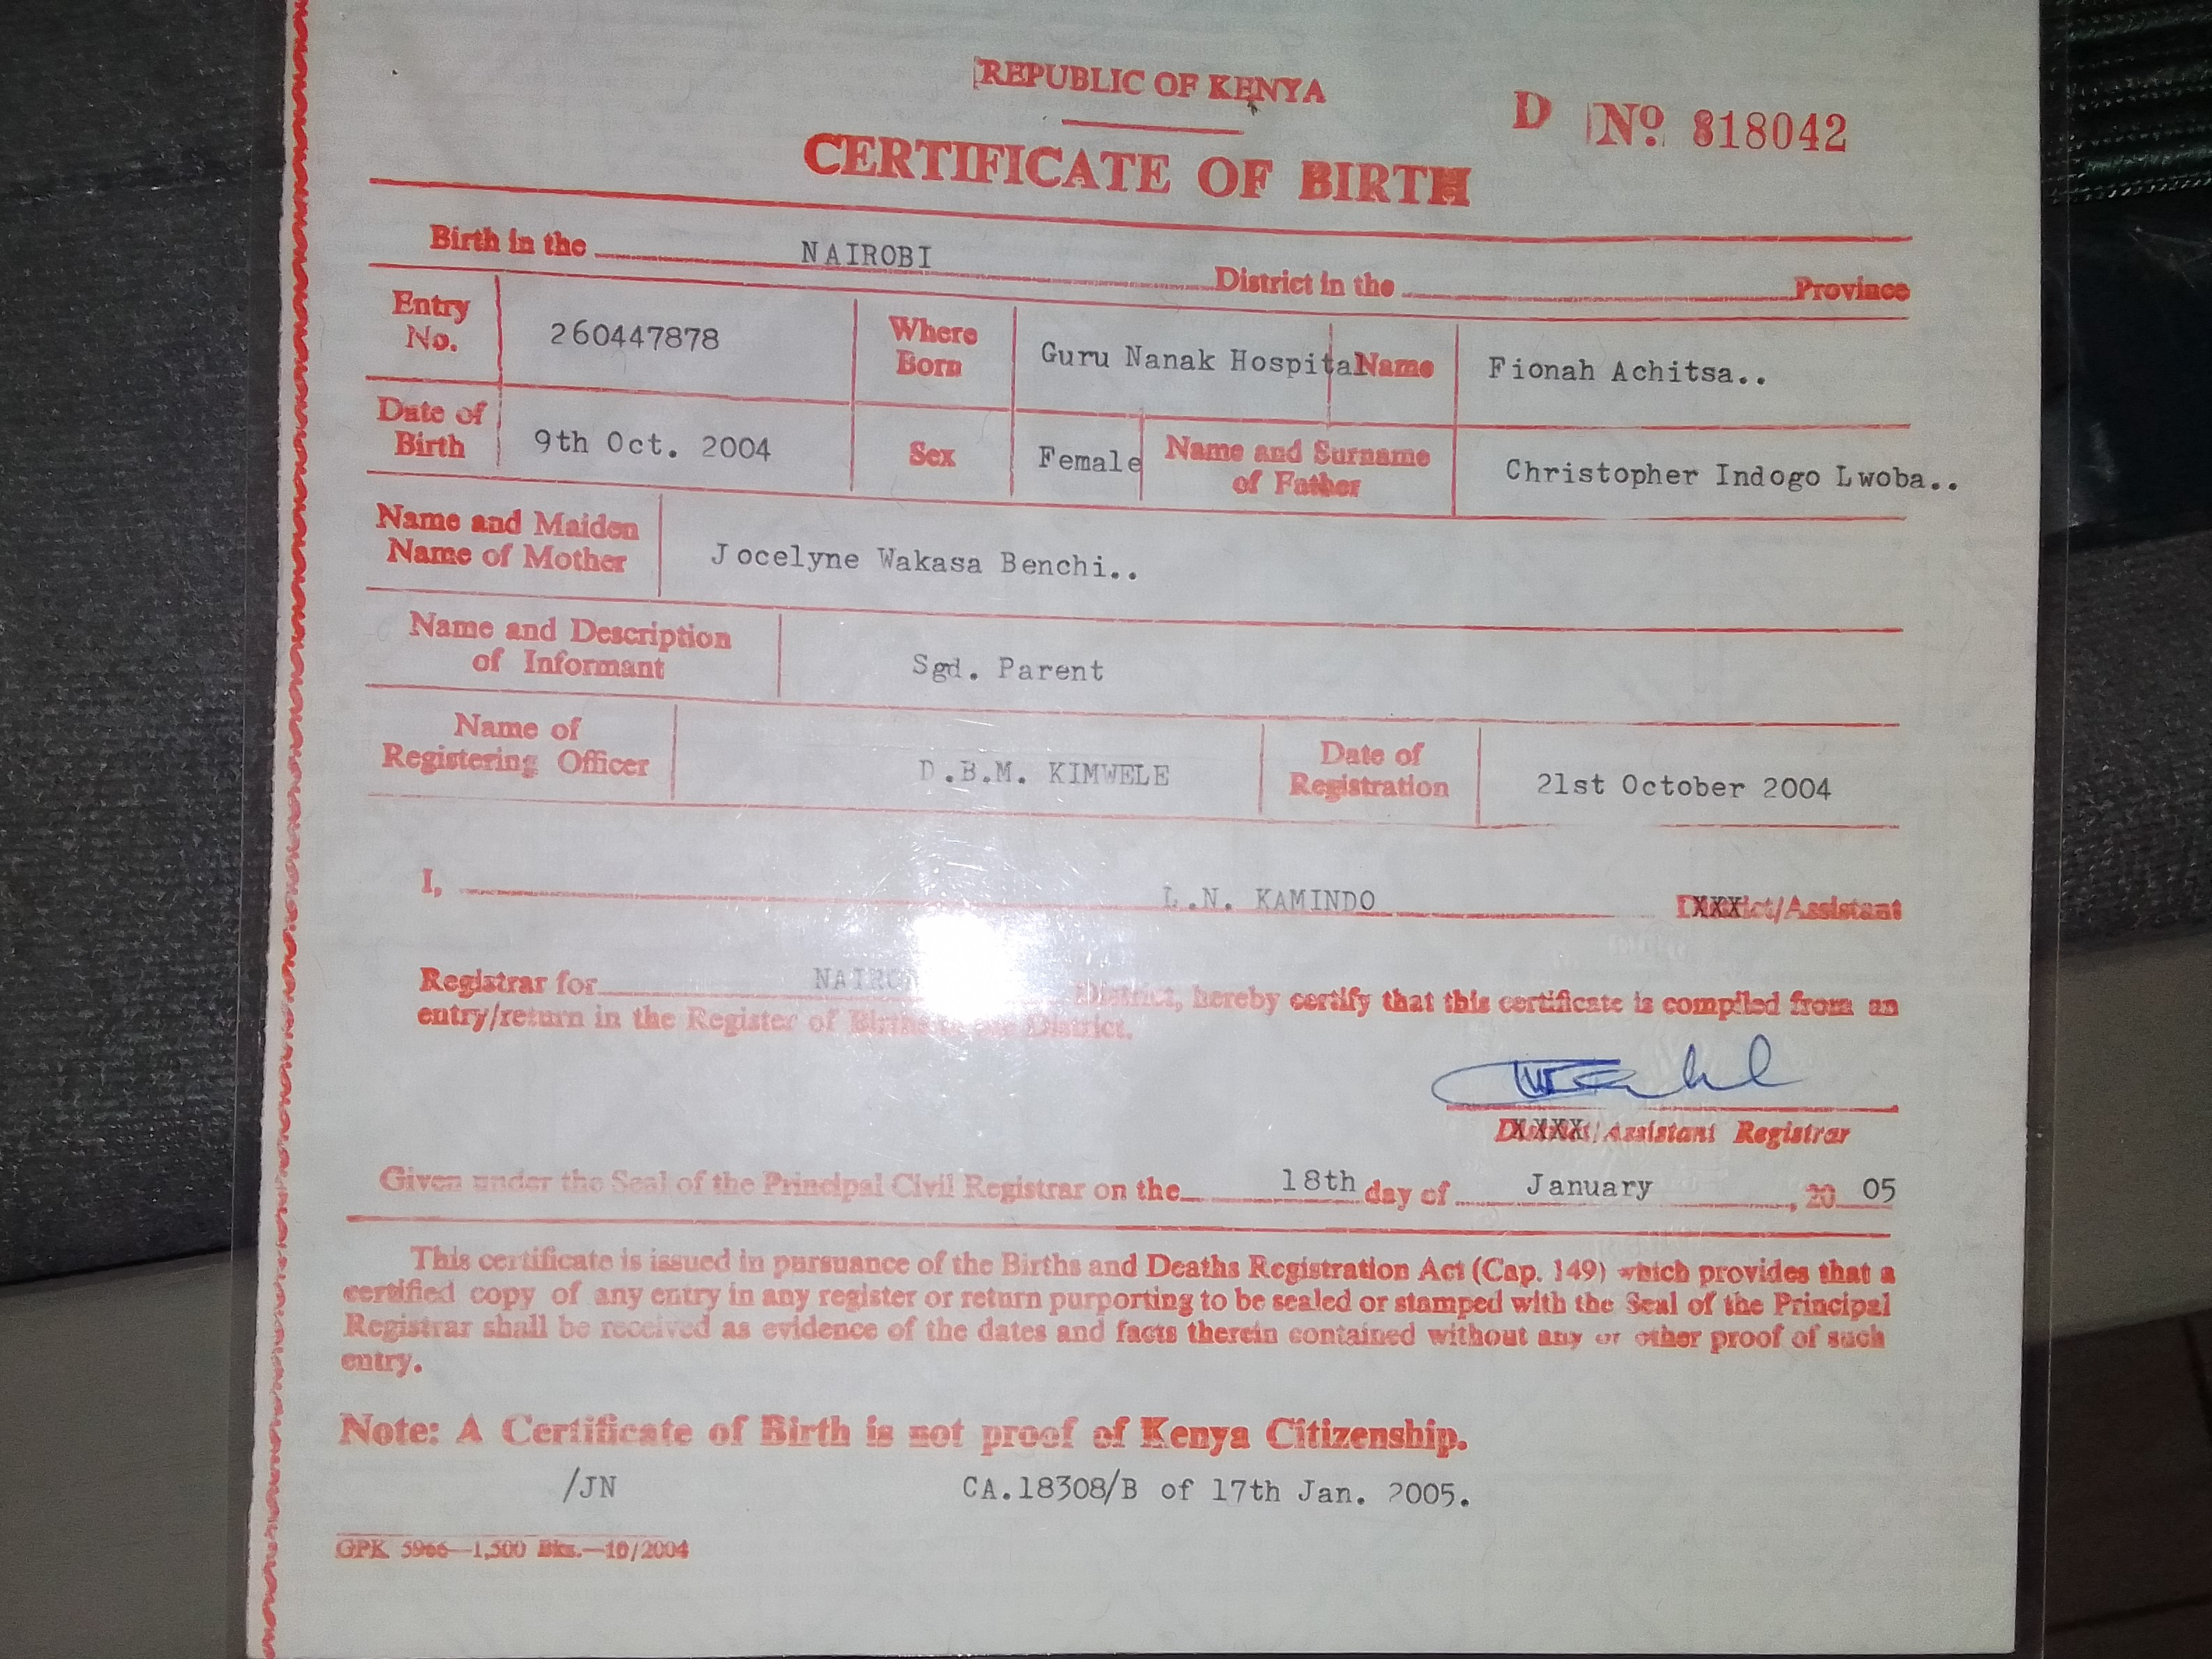 REPUBLIC OF KENYA
D No. 818042
CERTIFICATE OF BIRTH
Birth in the NAIROBI District in the Province
Entry No. 260447878 Where Born Guru Nanak Hospital Name Fionah Achitsa..
Date of Birth 9th Oct. 2004 Sex Female Name and Surname of Father Christopher Indogo Lwoba..
Name and Maiden Name of Mother Jocelyne Wakasa Benchi..
Name and Description of Informant Sgd. Parent
Name of Registering Officer D.B.M. KIMWELE Date of Registration 21st October 2004
I, L.N. KAMINDO /Assistant
Registrar for District, hereby certify that this certificate is compiled from an
entry/return in the Register of Births in the District.
/Assistant Registrar
Given under the Seal of the Principal Civil Registrar on the 18th day of January, 20 05
This certificate is issued in pursuance of the Births and Deaths Registration Act (Cap. 149) which provides that a
certified copy of any entry in any register or return purporting to be sealed or stamped with the Seal of the Principal
Registrar shall be received as evidence of the dates and facts therein contained without any or other proof of such
entry.
Note: A Certificate of Birth is not proof of Kenya Citizenship.
/JN CA.18308/B of 17th Jan. 2005.
GPK 5966—1,500 Bks.—10/2004